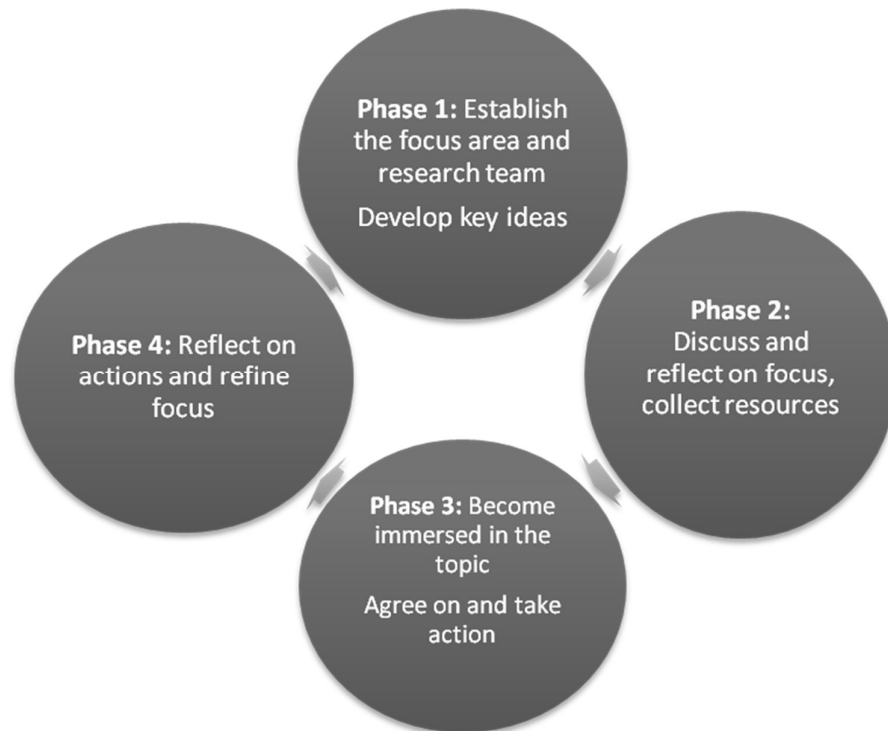 Phase 1: Establish
the focus area and
research team
Develop key ideas
Phase 2:
Discuss and
reflect on focus,
collect resources
Phase 3: Become
immersed in the
topic
Agree on and take
action
Phase 4: Reflect on
actions and refine
focus